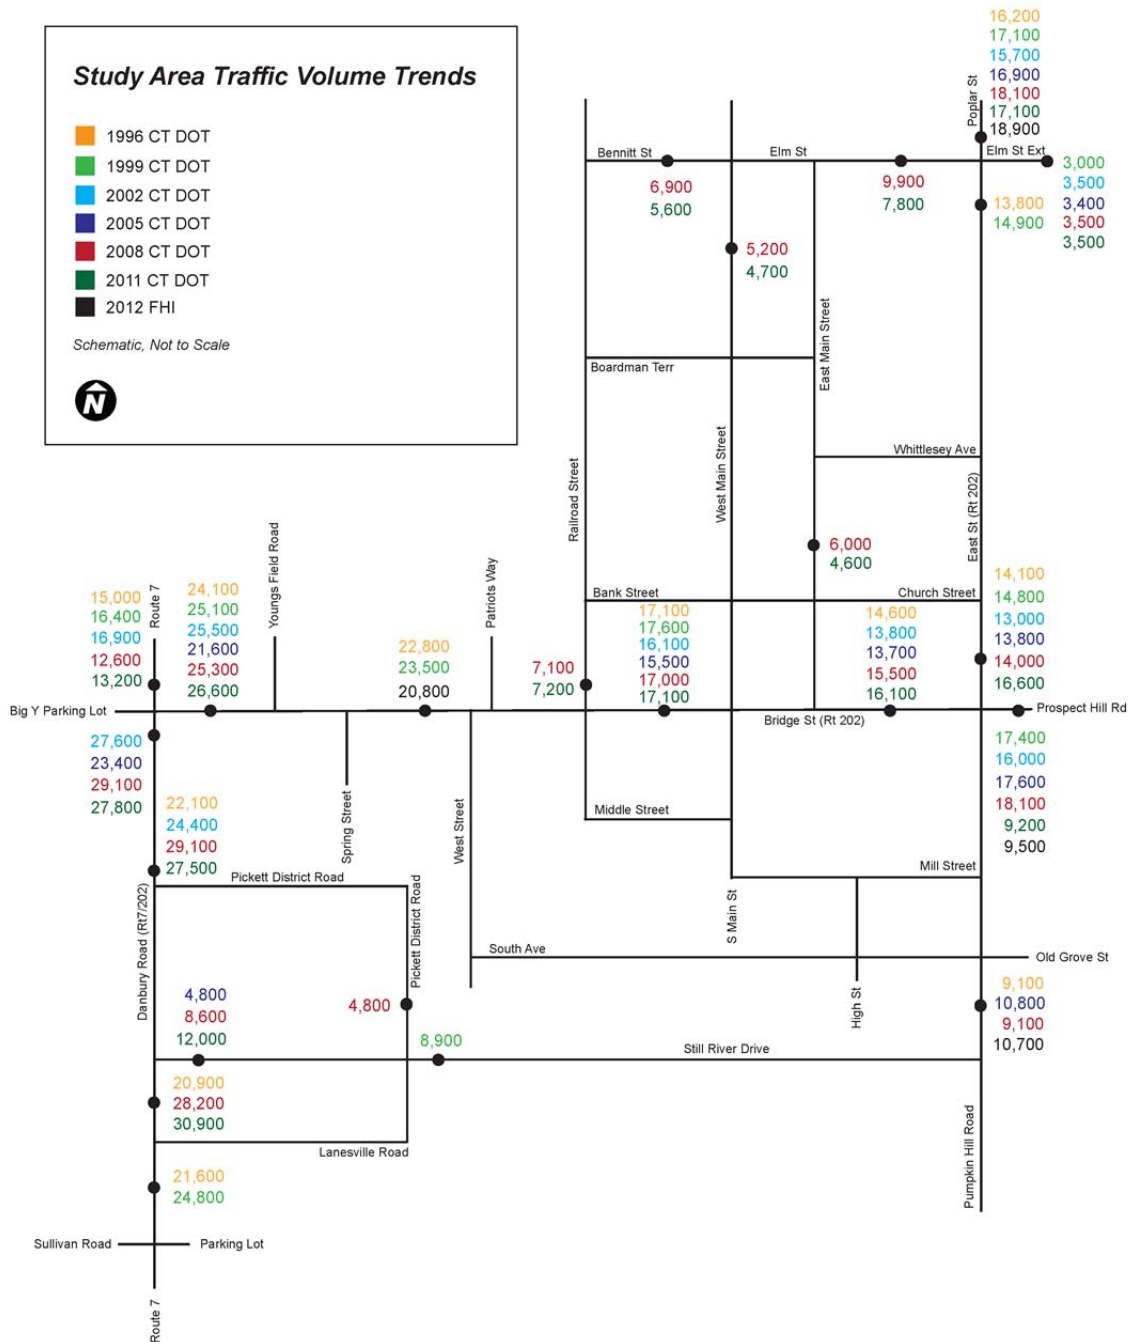 Study Area Traffic Volume Trends
1996 CT DOT
1999 CT DOT
2002 CT DOT
2005 CT DOT
2008 CT DOT
2011 CT DOT
2012 FHI
Schematic, Not to Scale
N
16,200
17,100
15,700
16,900
18,100
17,100
18,900
Poplar St
Bennitt St
Elm St
Elm St Ext
6,900
5,600
9,900
7,800
3,000
3,500
3,400
3,500
3,500
13,800
14,900
5,200
4,700
East Main Street
Boardman Terr
West Main Street
Railroad Street
Whittlesey Ave
East St (Rt 202)
6,000
4,600
Bank Street
Church Street
14,100
14,800
13,000
13,800
14,000
16,600
15,000
16,400
16,900
12,600
13,200
Route 7
24,100
25,100
25,500
21,600
25,300
26,600
Youngs Field Road
22,800
23,500
20,800
Patriots Way
7,100
7,200
17,100
17,600
16,100
15,500
17,000
17,100
14,600
13,800
13,700
15,500
16,100
Big Y Parking Lot
Bridge St (Rt 202)
Prospect Hill Rd
27,600
23,400
29,100
27,800
17,400
16,000
17,600
18,100
9,200
9,500
22,100
24,400
29,100
27,500
Spring Street
West Street
Middle Street
Mill Street
Pickett District Road
Danbury Road (Rt7/202)
Pickett District Road
S Main St
South Ave
Old Grove St
High St
4,800
8,600
12,000
4,800
8,900
Still River Drive
9,100
10,800
9,100
10,700
20,900
28,200
30,900
Lanesville Road
Pumpkin Hill Road
21,600
24,800
Sullivan Road
Parking Lot
Route 7